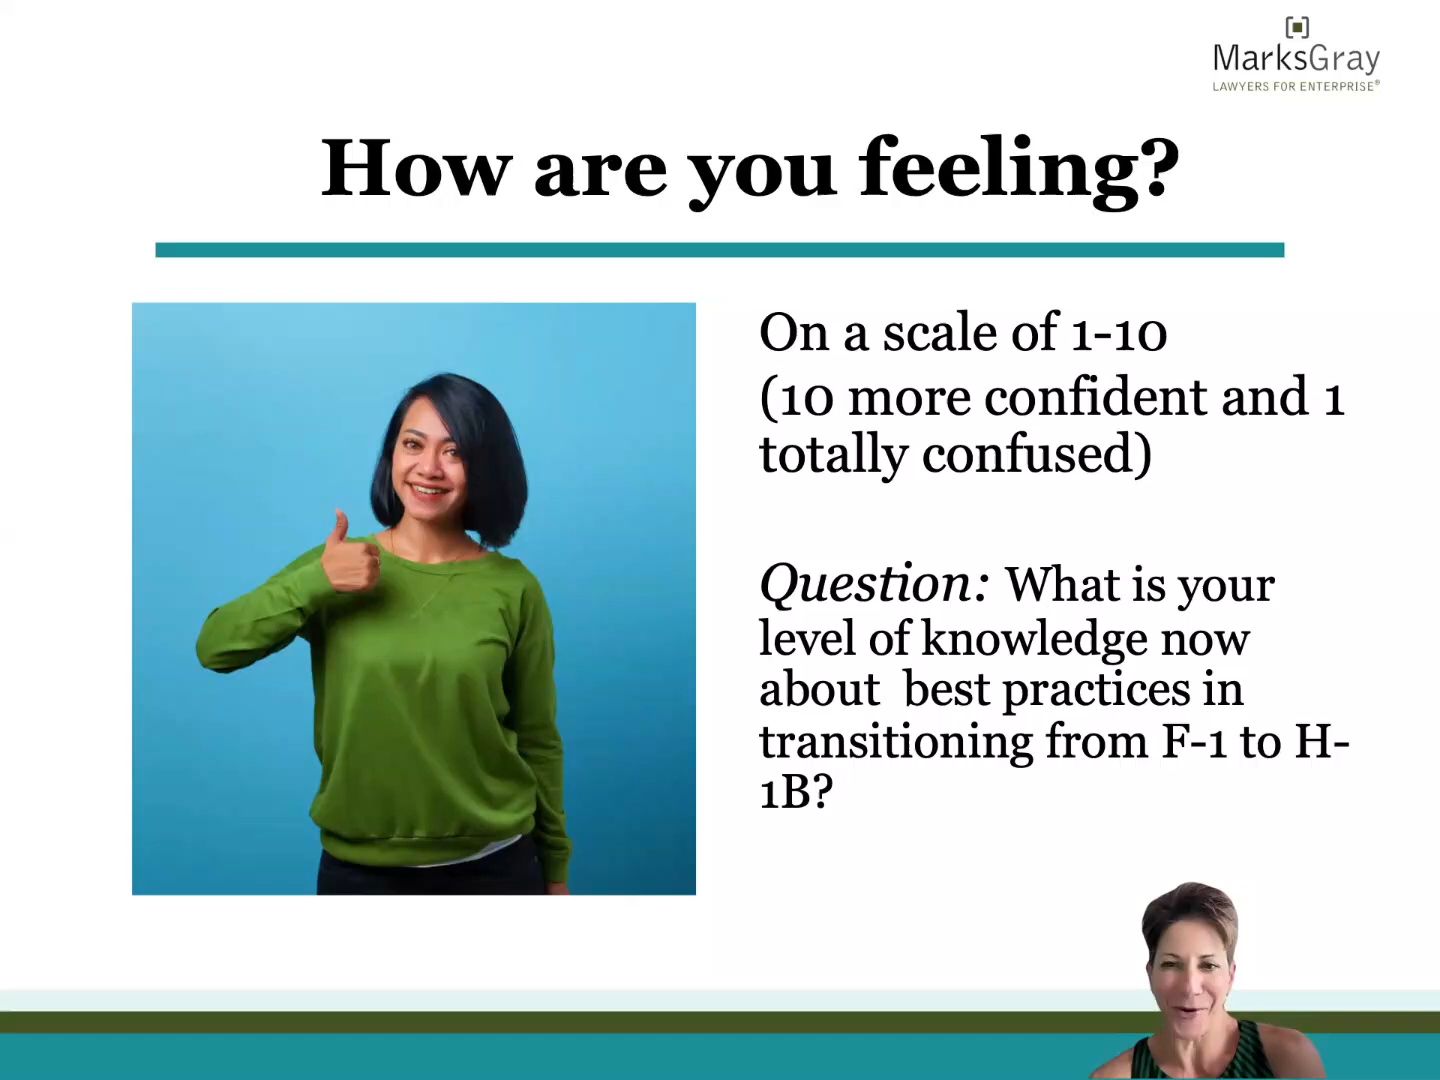 MarksGray
LAWYERS FOR ENTERPRISE®
How are you feeling?
On a scale of 1-10
(10 more confident and 1
totally confused)
Question: What is your
level of knowledge now
about  best practices in
transitioning from F-1 to H-
1B?